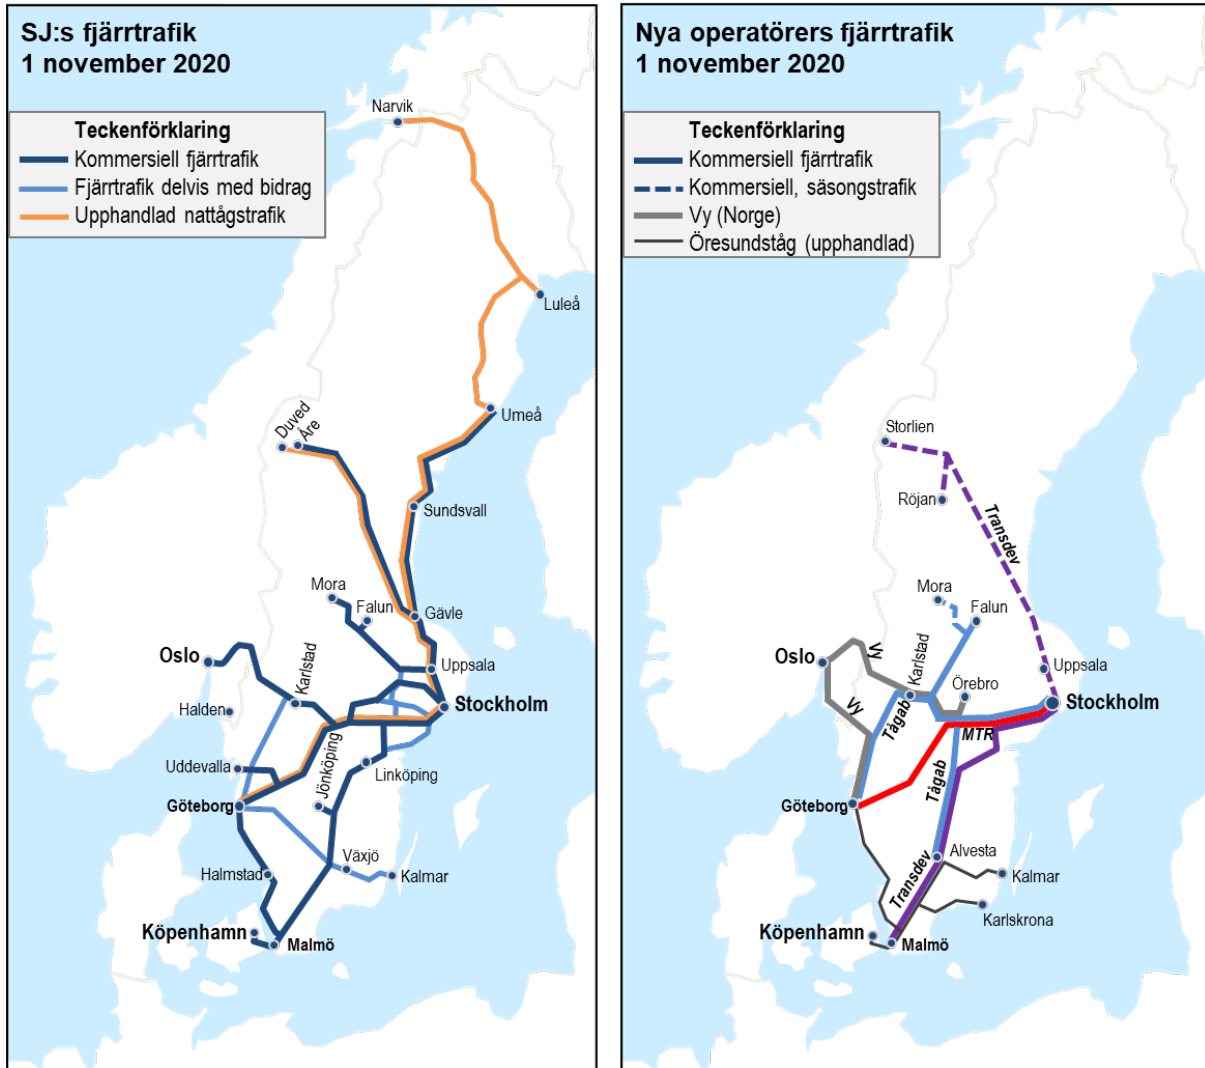 SJ:s fjärrtrafik
1 november 2020
Teckenförklaring
Kommersiell fjärrtrafik
Fjärrtrafik delvis med bidrag
Upphandlad nattågstrafik
Narvik
Luleå
Umeå
Duved
Åre
Sundsvall
Mora
Falun
Gävle
Oslo
Karlstad
Uppsala
Halden
Stockholm
Uddevalla
Jönköping
Linköping
Göteborg
Växjö
Halmstad
Kalmar
Köpenhamn
Malmö
Nya operatörers fjärrtrafik
1 november 2020
Teckenförklaring
Kommersiell fjärrtrafik
Kommersiell, säsongstrafik
Vy (Norge)
Öresundståg (upphandlad)
Storlien
Röjan
Transdev
Mora
Falun
Oslo
Vy
Karlstad
Uppsala
Örebro
Vy
Tågab
Stockholm
MTR
Tågab
Göteborg
Alvesta
Transdev
Kalmar
Karlskrona
Köpenhamn
Malmö